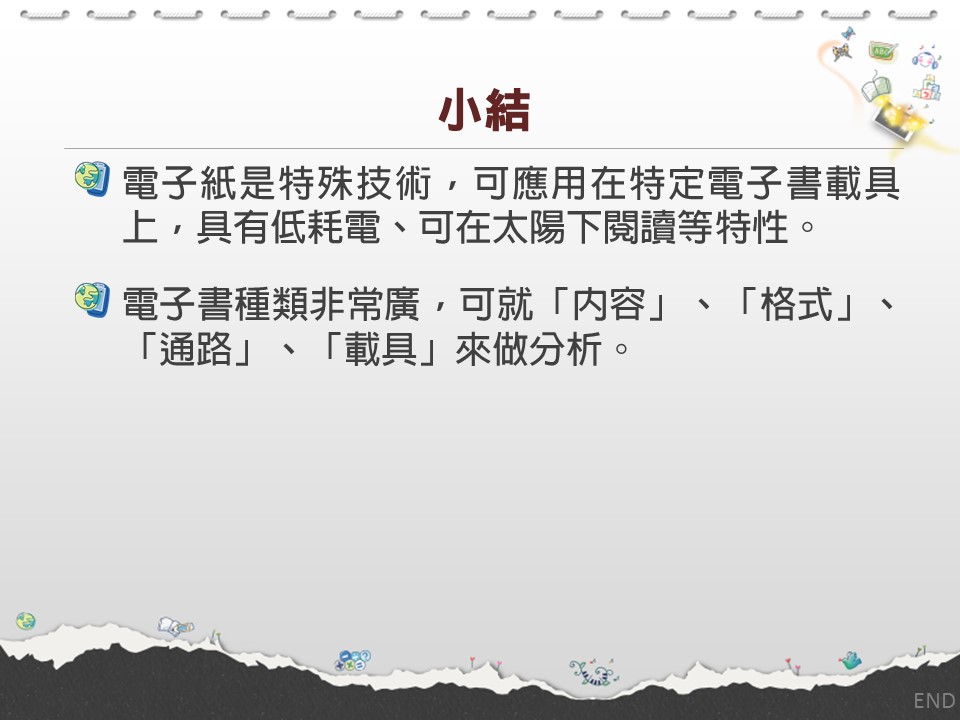 小結
電子紙是特殊技術，可應用在特定電子書載具
上，具有低耗電、可在太陽下閱讀等特性。
電子書種類非常廣，可就「內容」、「格式」、
「通路」、「載具」來做分析。
END